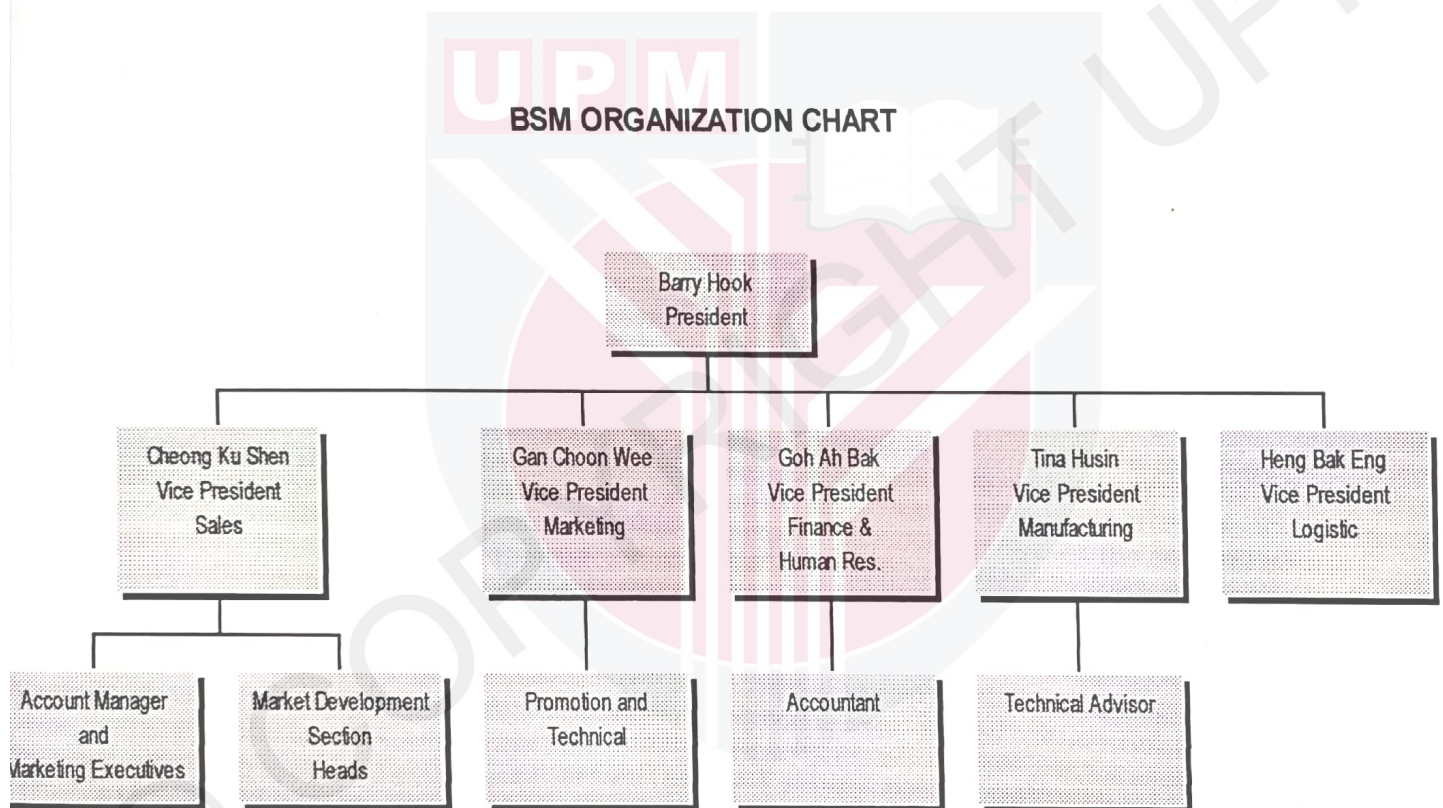 UPM
BSM ORGANIZATION CHART
COPYRIGHT UPM
Barry Hook
President
Cheong Ku Shen
Vice President
Sales
Gan Choon Wee
Vice President
Marketing
Goh Ah Bak
Vice President
Finance &
Human Res.
Tina Husin
Vice President
Manufacturing
Heng Bak Eng
Vice President
Logistic
Account Manager
and
Marketing Executives
Market Development
Section
Heads
Promotion and
Technical
Accountant
Technical Advisor